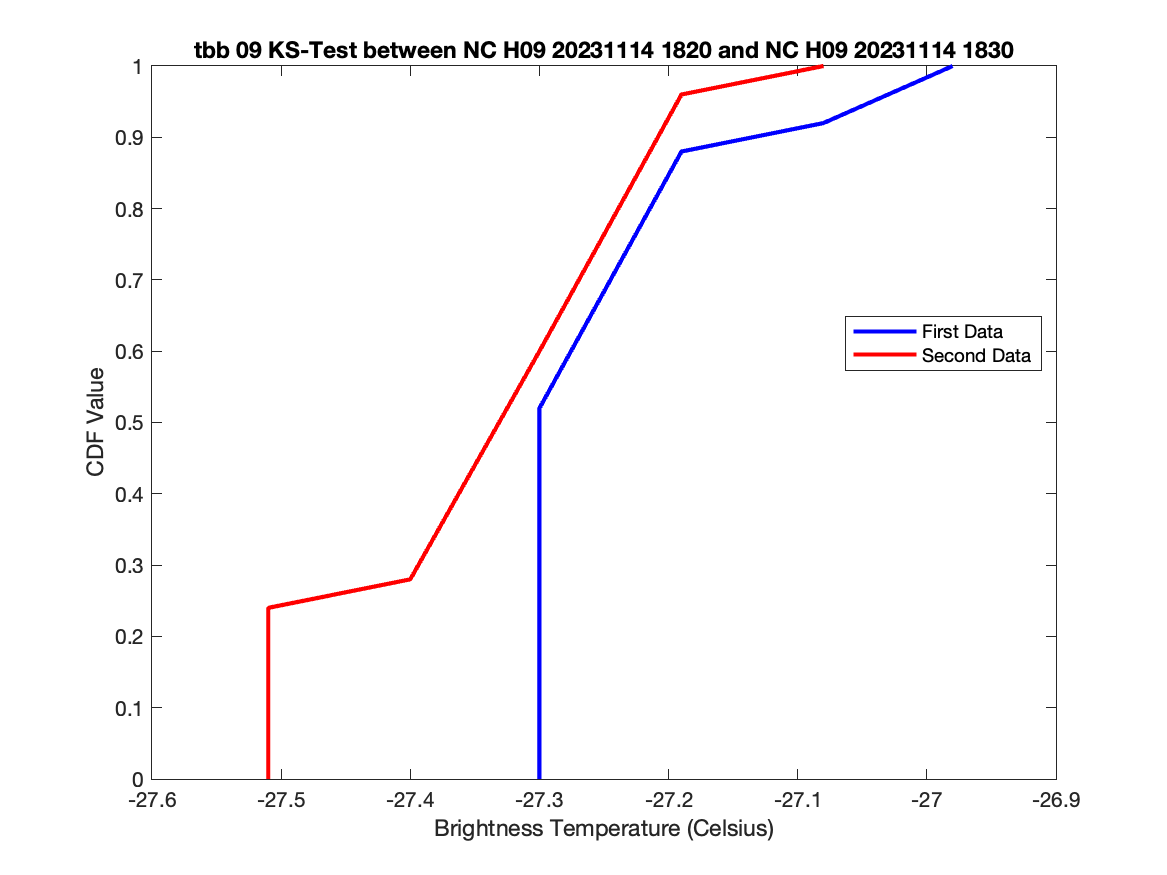 tbb 09 KS-Test between NC H09 20231114 1820 and NC H09 20231114 1830
1
0.9
0.8
0.7
0.6
0.5
0.4
0.3
0.2
0.1
0
CDF Value
First Data
Second Data
-27.6 -27.5 -27.4 -27.3 -27.2 -27.1 -27 -26.9
Brightness Temperature (Celsius)